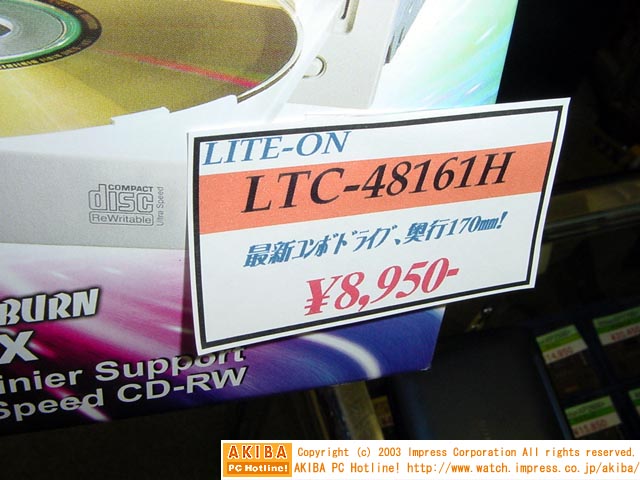 LITE-ON
LTC-48161H
最新コンボドライブ、奥行170mm!
¥8,950-
COMPACT
disc
ReWritable
Ultra Speed
BURN
X
inier Support
Speed CD-RW
14,850
AKIBA
PC Hotline!
Copyright (c) 2003 Impress Corporation All rights reserved.
AKIBA PC Hotline! http://www.watch.impress.co.jp/akiba/